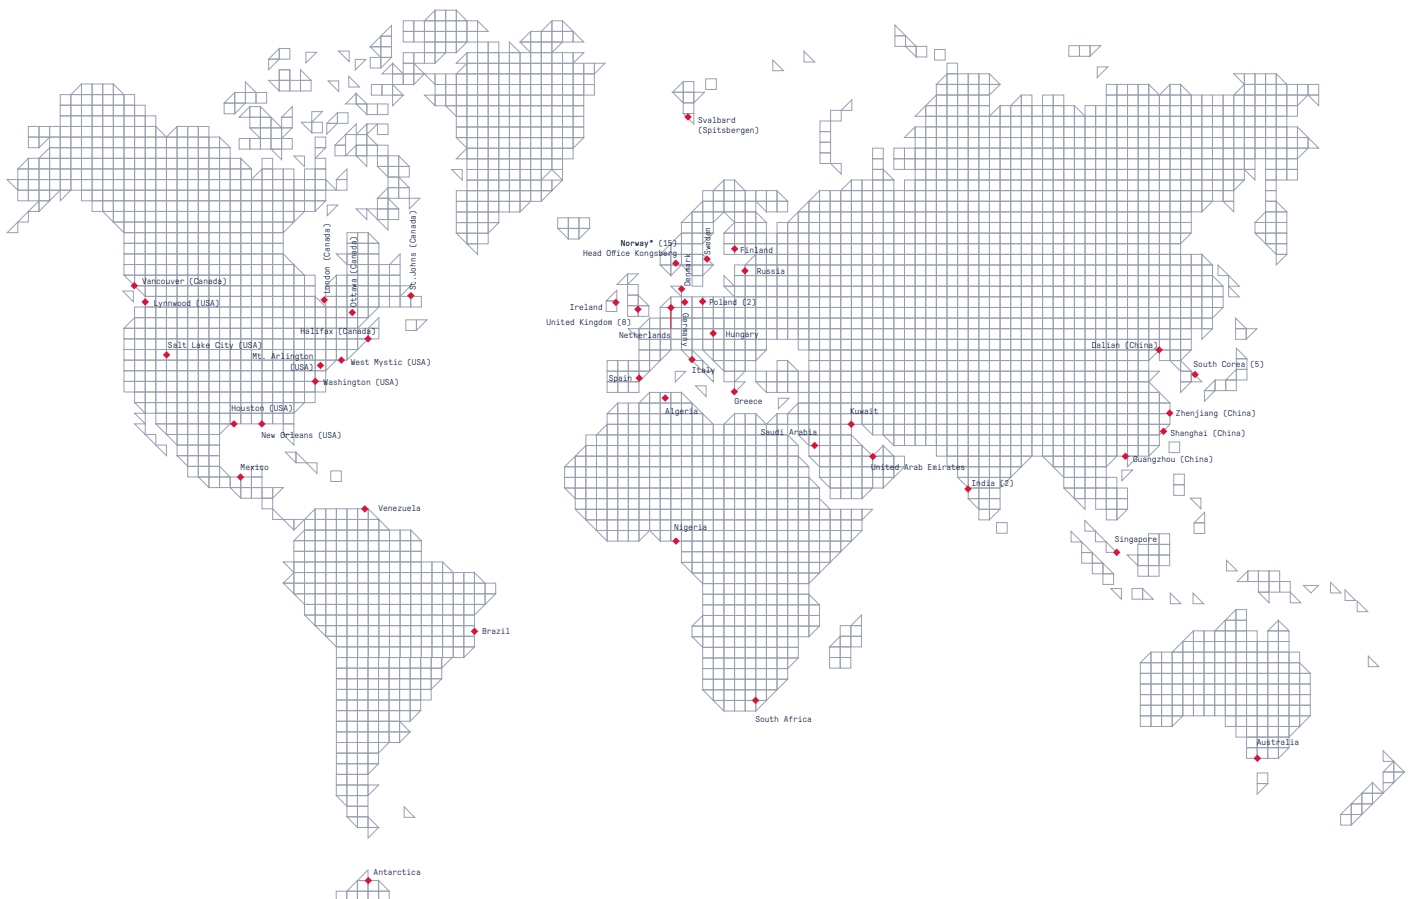 Svalbard
(Spitsbergen)
Norway* (15)
Head Office Kongsberg
Sweden
Finland
Denmark
Russia
Ireland
United Kingdom (8)
Netherlands
Germany
Poland (2)
Hungary
Italy
Spain
Greece
Algeria
Vancouver (Canada)
Lynnwood (USA)
London (Canada)
Ottawa (Canada)
St.Johns (Canada)
Halifax (Canada)
Salt Lake City (USA)
Mt. Arlington
(USA)
West Mystic (USA)
Washington (USA)
Houston (USA)
New Orleans (USA)
Mexico
Venezuela
Brazil
Antarctica
Kuwait
Saudi Arabia
United Arab Emirates
Nigeria
South Africa
India (2)
Dalian (China)
South Corea (5)
Zhenjiang (China)
Shanghai (China)
Guangzhou (China)
Singapore
Australia